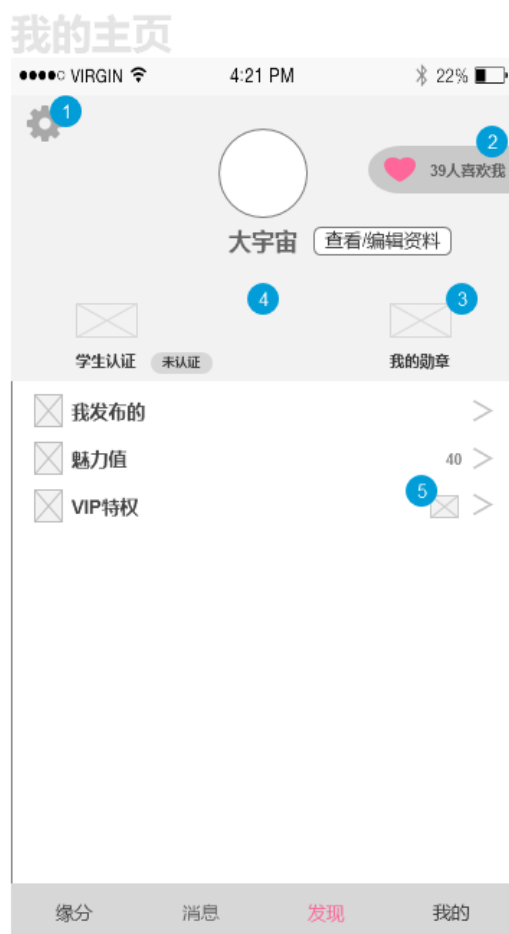 我的主页
VIRGIN 4:21 PM 22%
1
2
39人喜欢我
大宇宙 查看/编辑资料
4 3
学生认证 未认证 我的勋章
我发布的 >
魅力值 40 >
5
VIP特权 >
缘分 消息 发现 我的